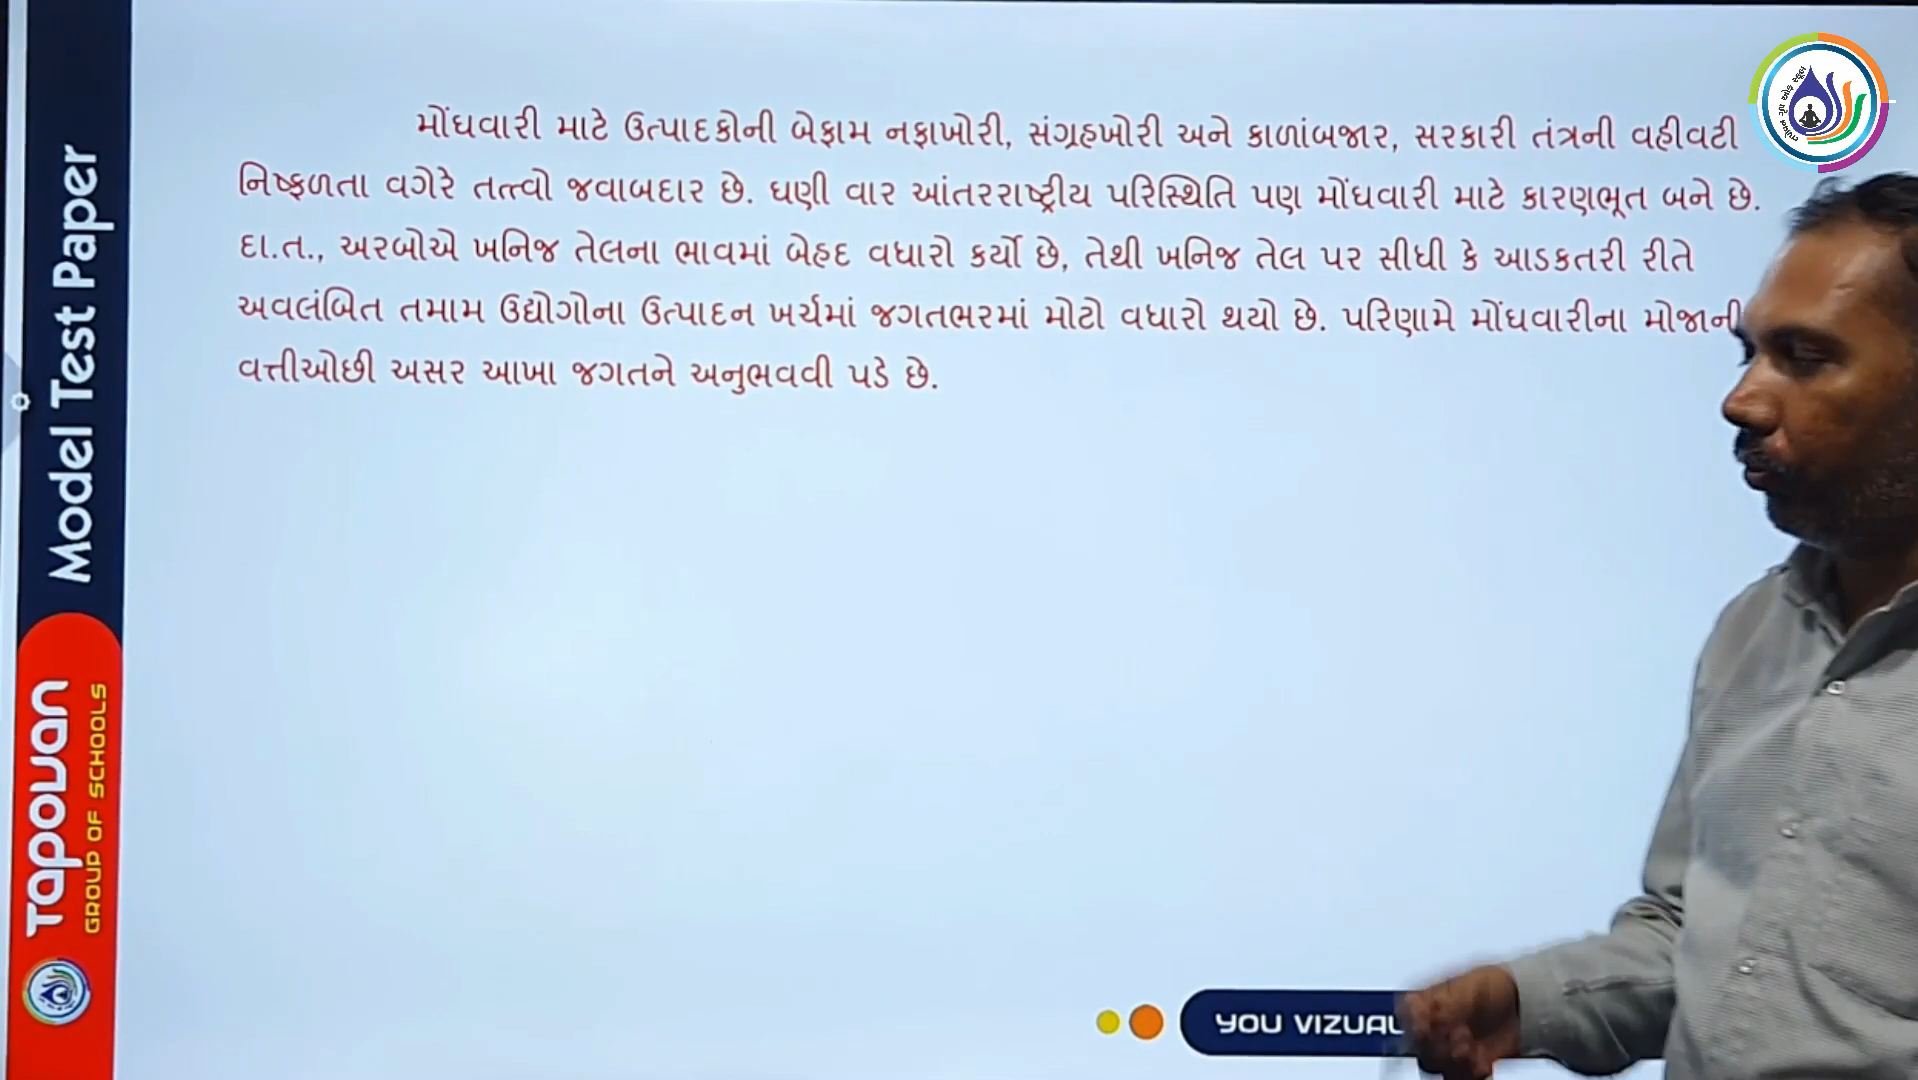 મોંઘવારી માટે ઉત્પાદકોની બેફામ નફાખોરી, સંગ્રહખોરી અને કાળાંબજાર, સરકારી તંત્રની વહીવટી
નિષ્ફળતા વગેરે તત્ત્વો જવાબદાર છે. ઘણી વાર આંતરરાષ્ટ્રીય પરિસ્થિતિ પણ મોંઘવારી માટે કારણભૂત બને છે.
દા.ત., અરબોએ ખનિજ તેલના ભાવમાં બેહદ વધારો કર્યો છે, તેથી ખનિજ તેલ પર સીધી કે આડકતરી રીતે
અવલંબિત તમામ ઉદ્યોગોના ઉત્પાદન ખર્ચમાં જગતભરમાં મોટો વધારો થયો છે. પરિણામે મોંઘવારીના મોજાની
વત્તીઓછી અસર આખા જગતને અનુભવવી પડે છે.
Model Test Paper
Tapovan
GROUP OF SCHOOLS
YOU VIZUAL